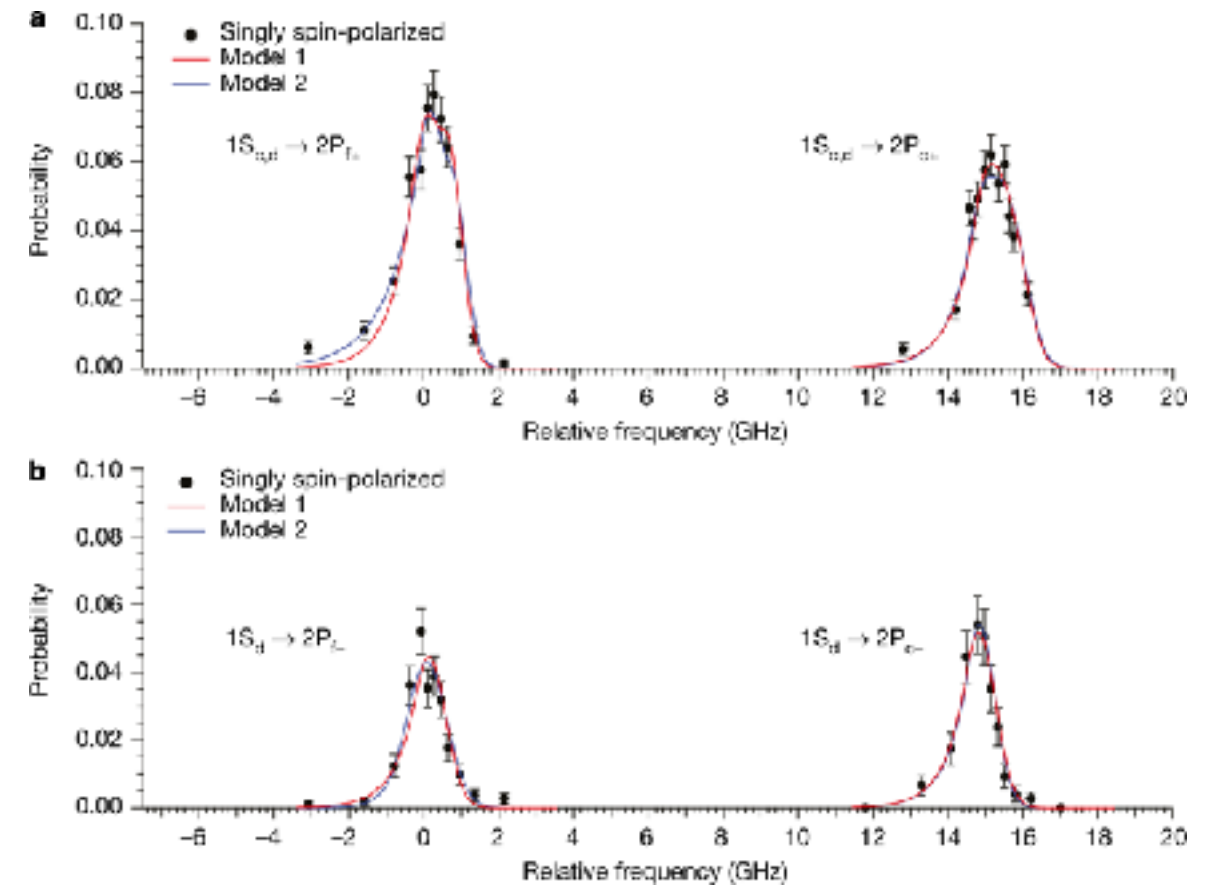 a
0.10
0.08
0.06
0.04
0.02
0.00
Probability
Singly spin-polarized
Model 1
Model 2
−6 −4 −2 0 2 4 6 8 10 12 14 16 18 20
Relative frequency (GHz)
b
0.10
0.08
0.06
0.04
0.02
0.00
Probability
Singly spin-polarized
Model 1
Model 2
−6 −4 −2 0 2 4 6 8 10 12 14 16 18 20
Relative frequency (GHz)